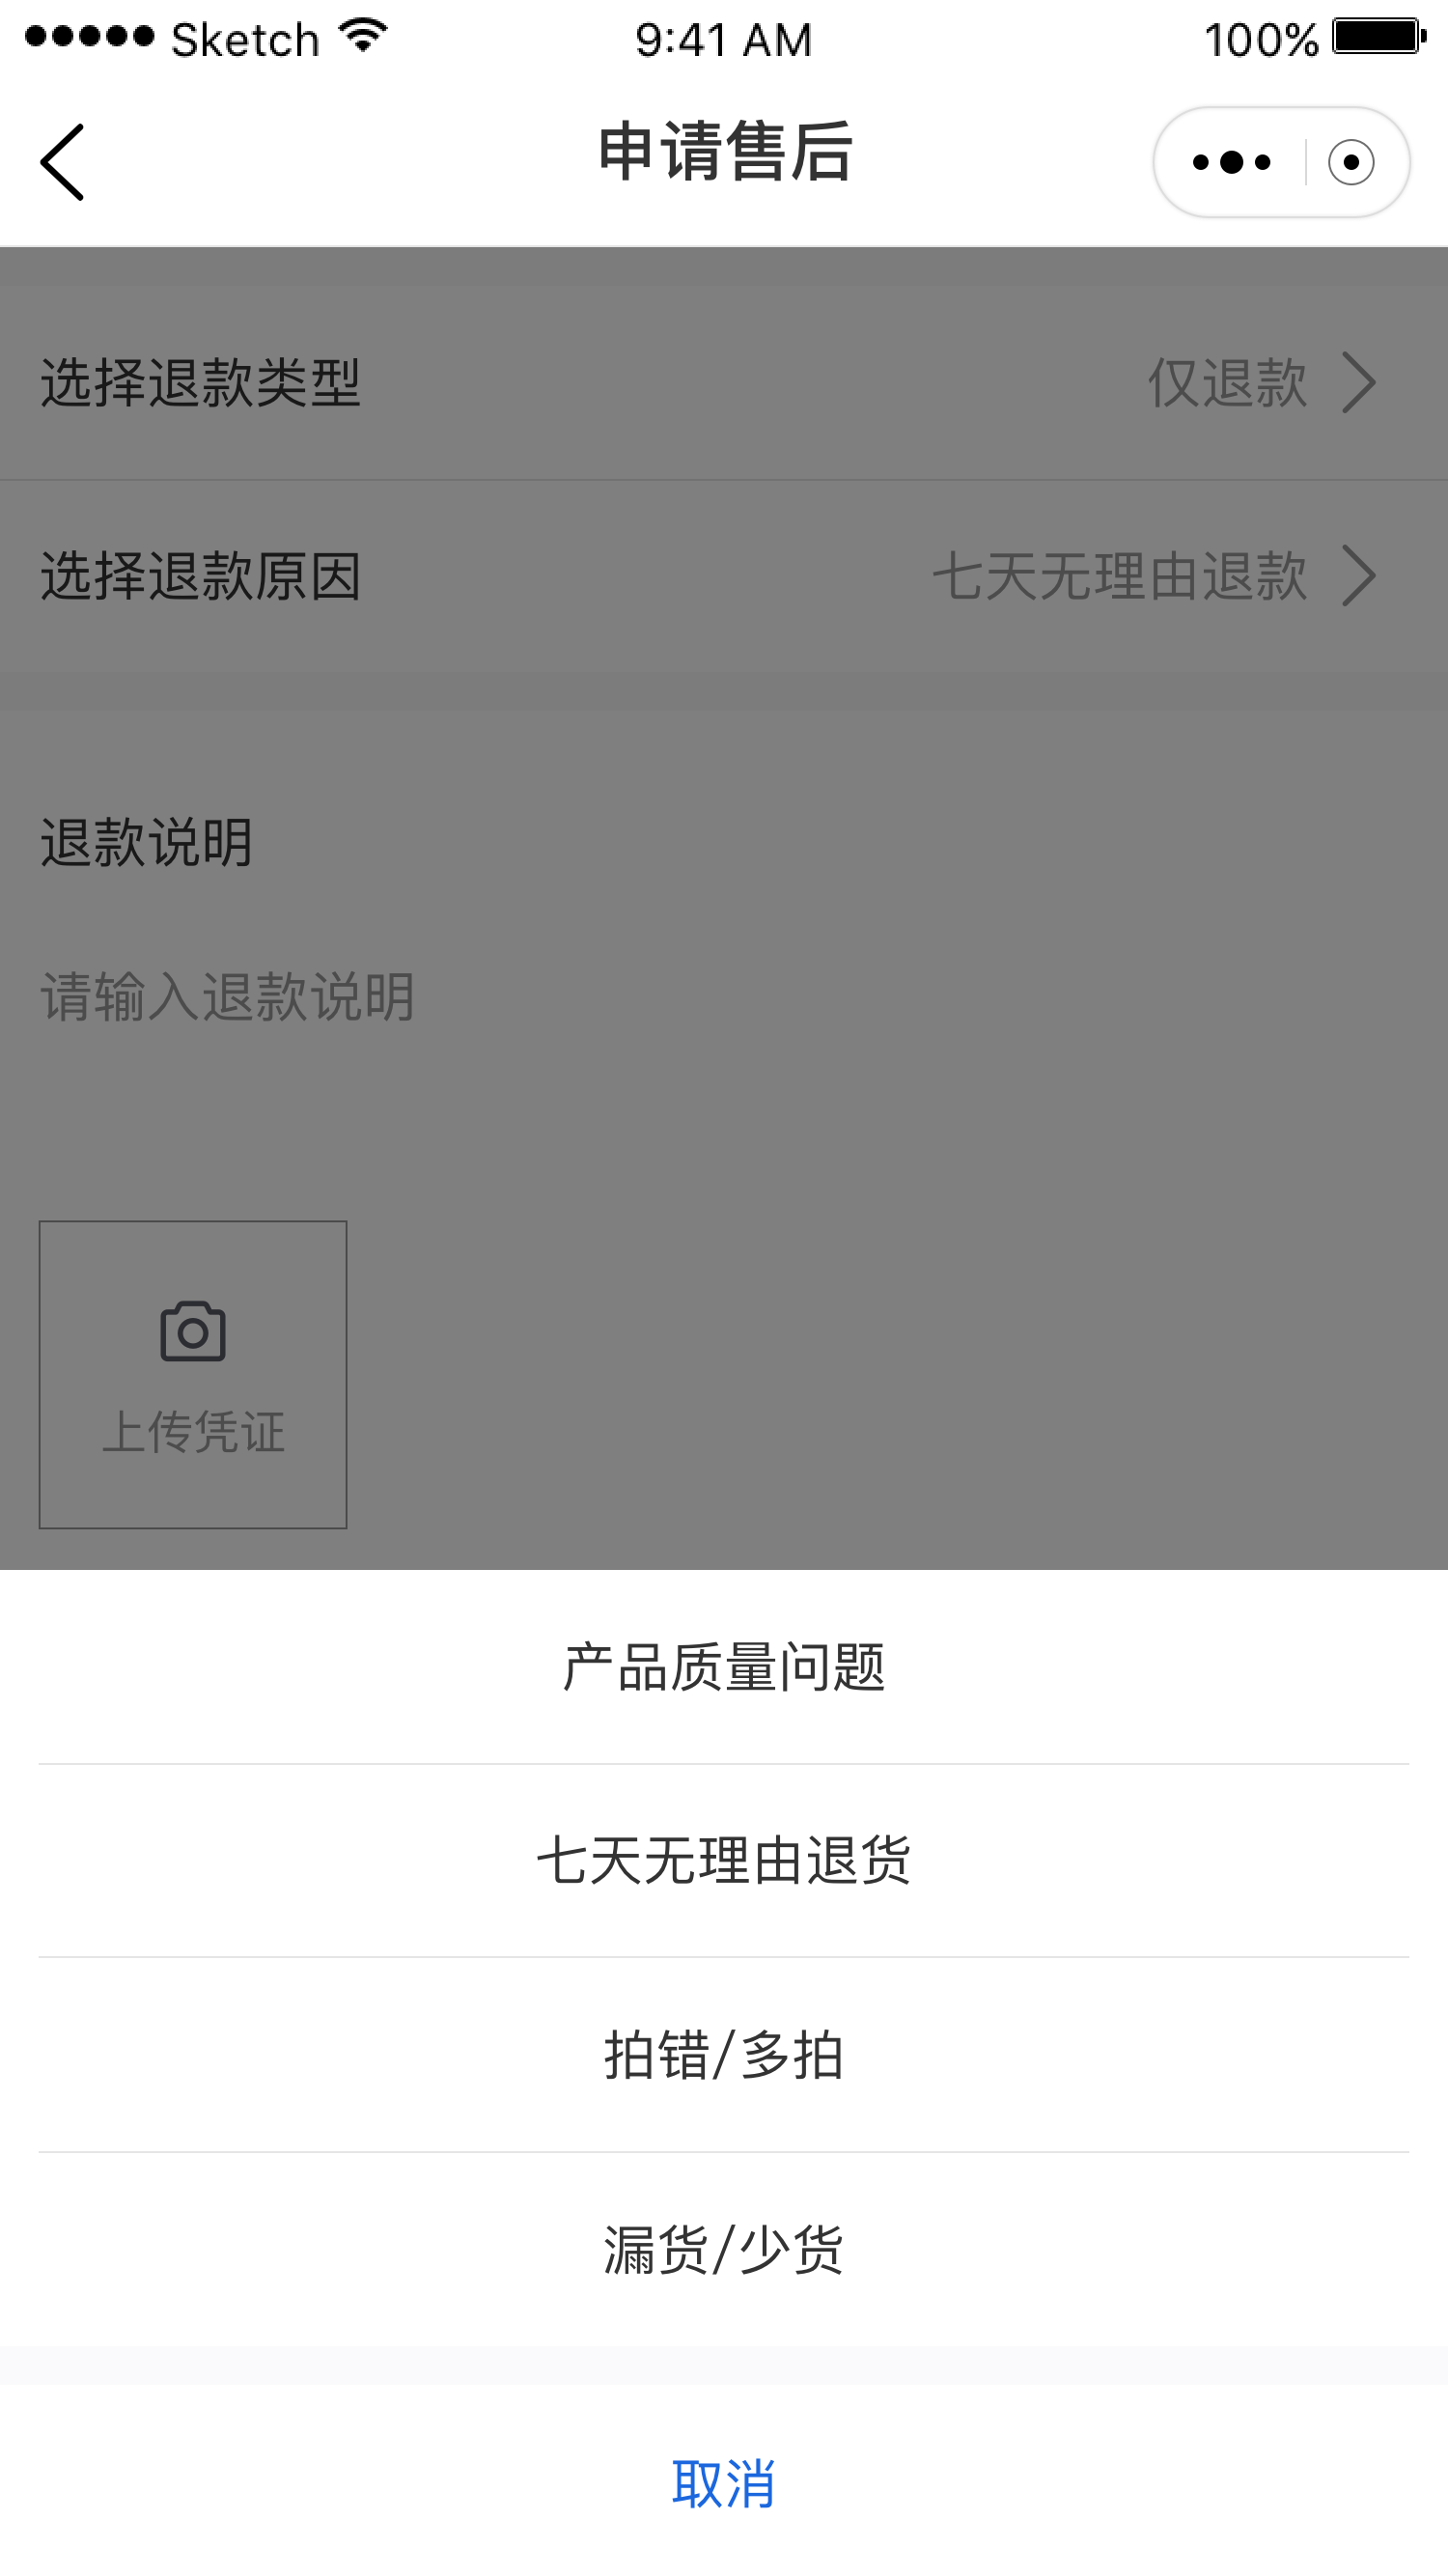 Sketch 9:41 AM 100%
申请售后
选择退款类型 仅退款
选择退款原因 七天无理由退款
退款说明
请输入退款说明
上传凭证
产品质量问题
七天无理由退货
拍错/多拍
漏货/少货
取消